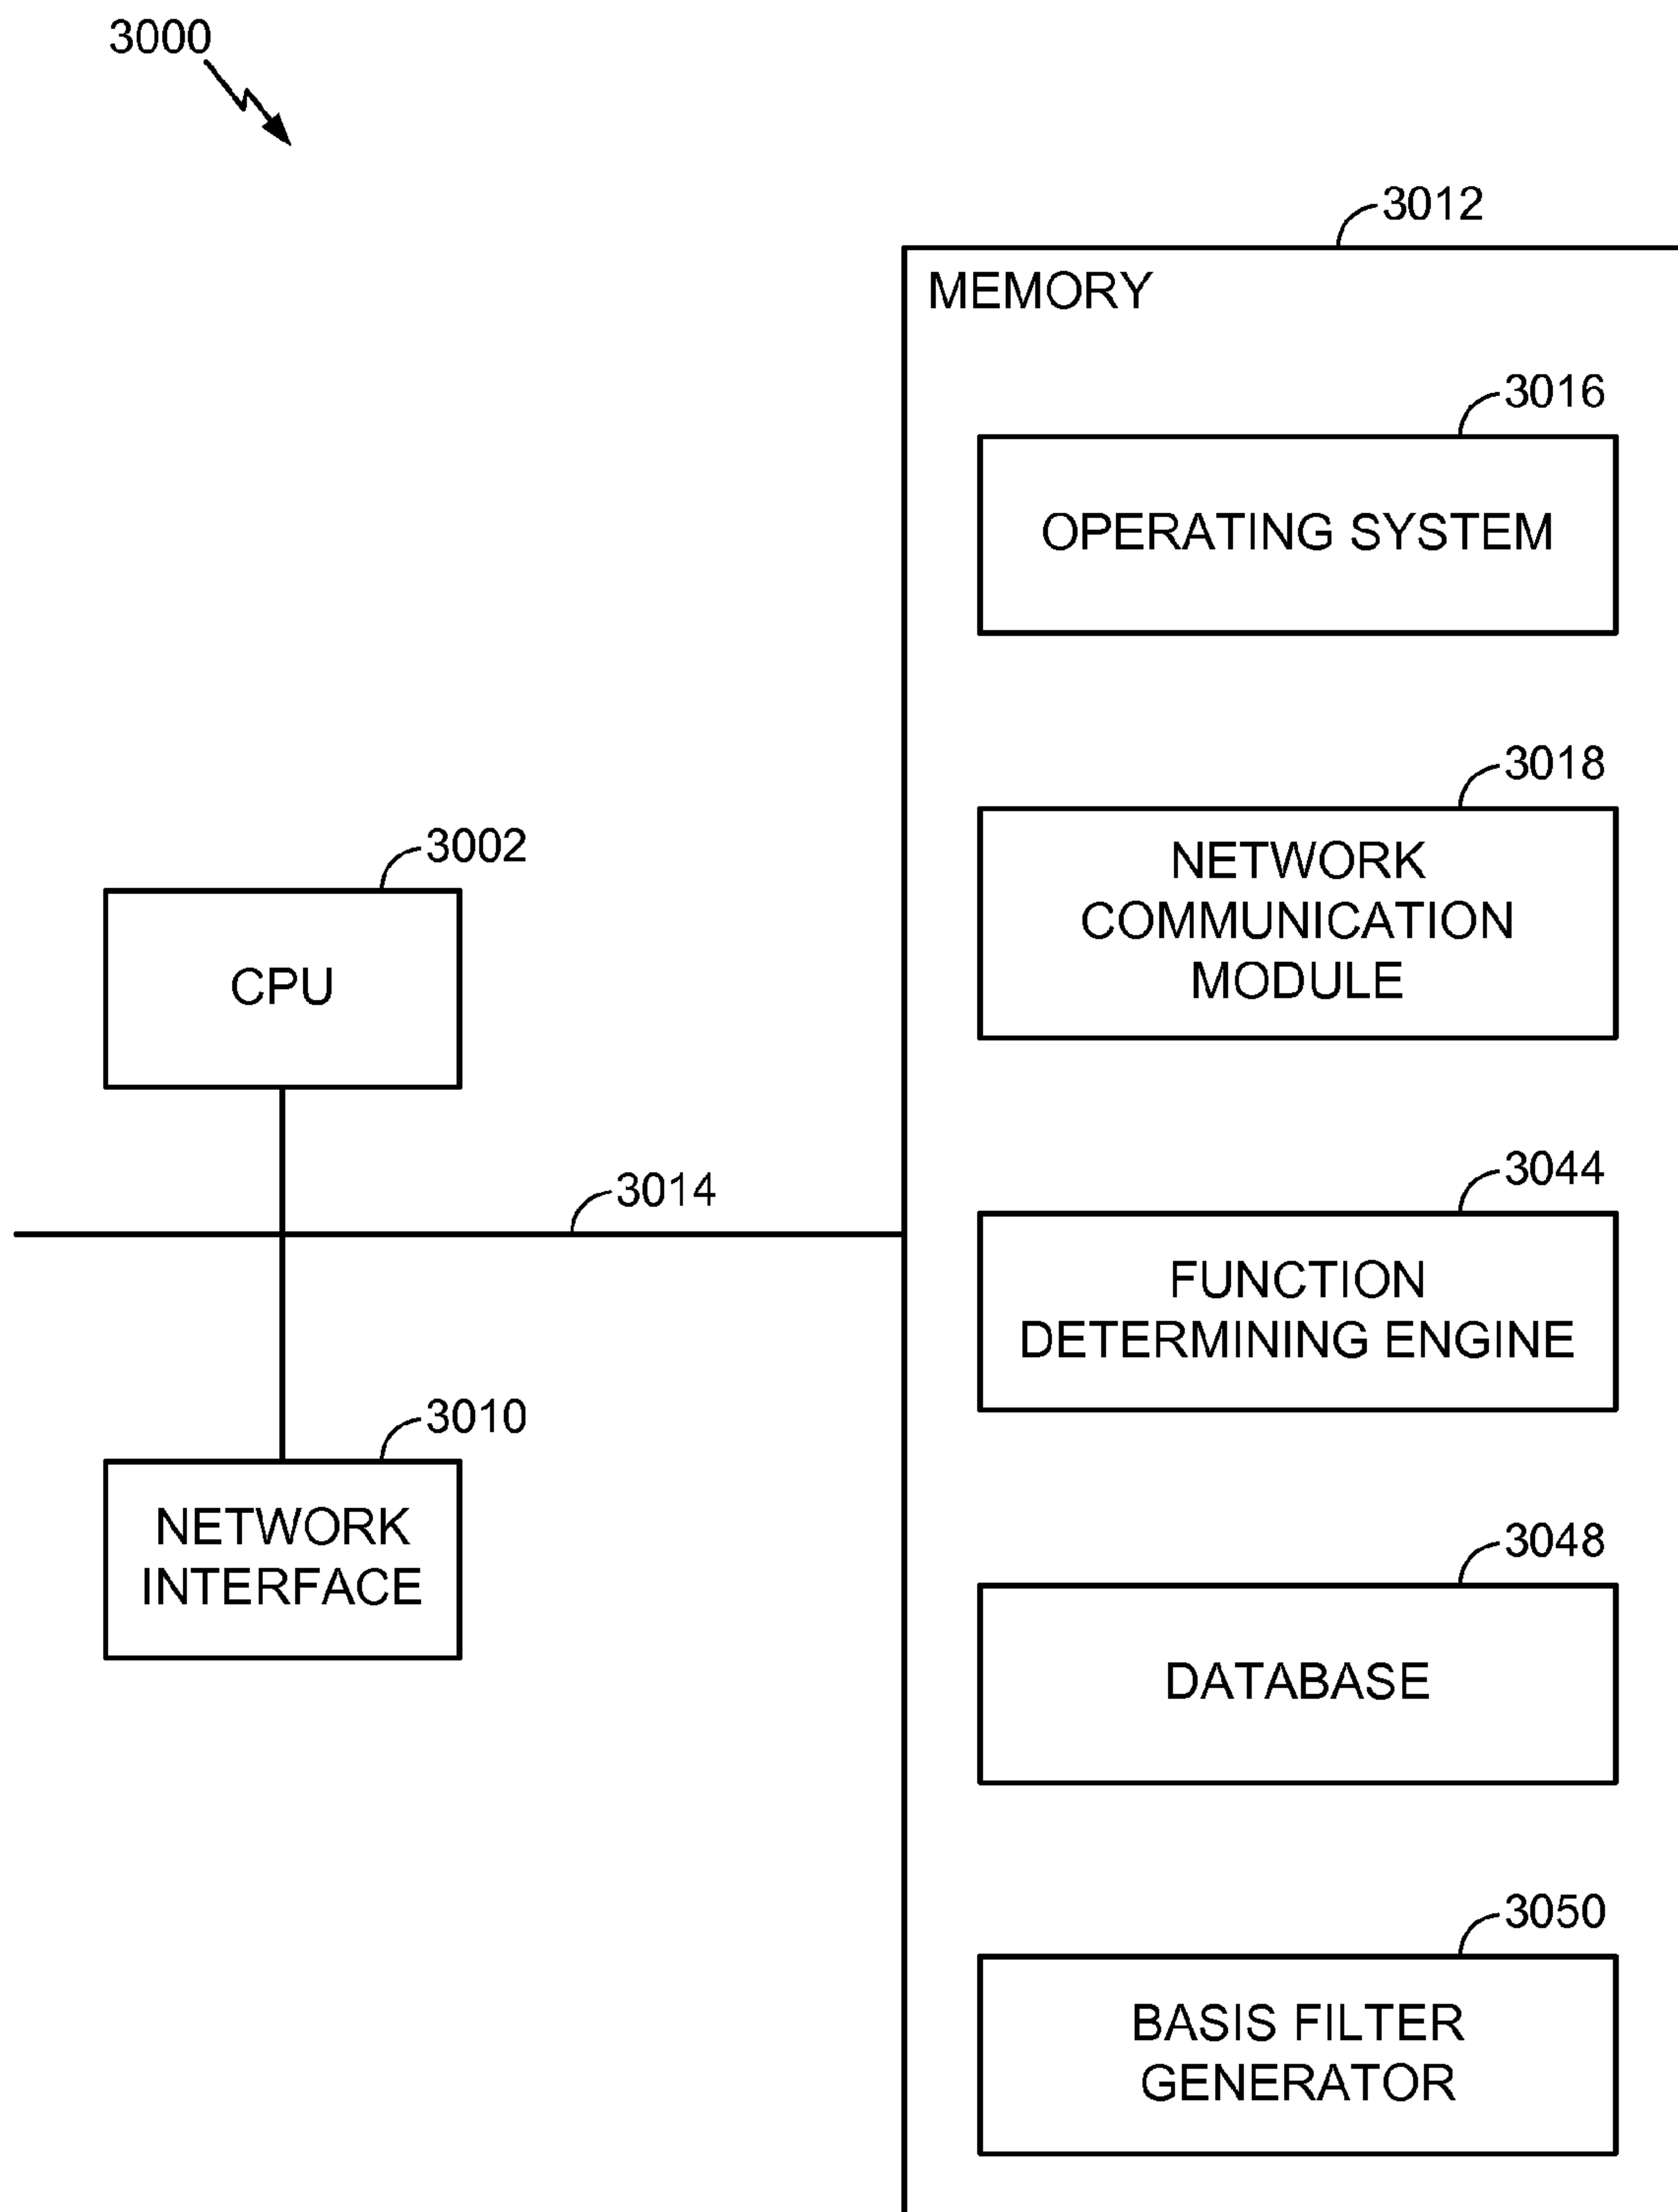 3000
3012
MEMORY
3016
OPERATING SYSTEM
3018
NETWORK
COMMUNICATION
MODULE
3002
CPU
3014
3044
FUNCTION
DETERMINING ENGINE
3010
NETWORK
INTERFACE
3048
DATABASE
3050
BASIS FILTER
GENERATOR